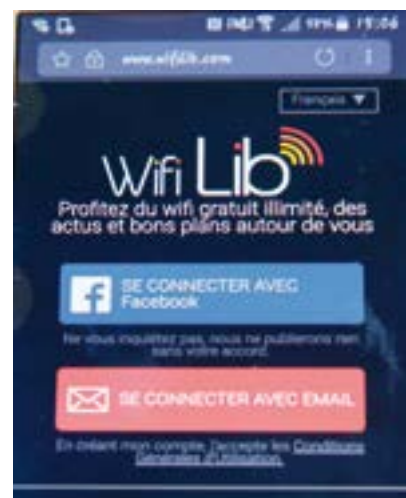 15:06
www.wifilib.com
Français
Wifi Lib
Profitez du wifi gratuit illimité, des
actus et bons plans autour de vous
SE CONNECTER AVEC
Facebook
Ne vous inquiétez pas, nous ne publierons rien
sans votre accord.
SE CONNECTER AVEC EMAIL
En créant mon compte, j'accepte les Conditions
Générales d'Utilisation.